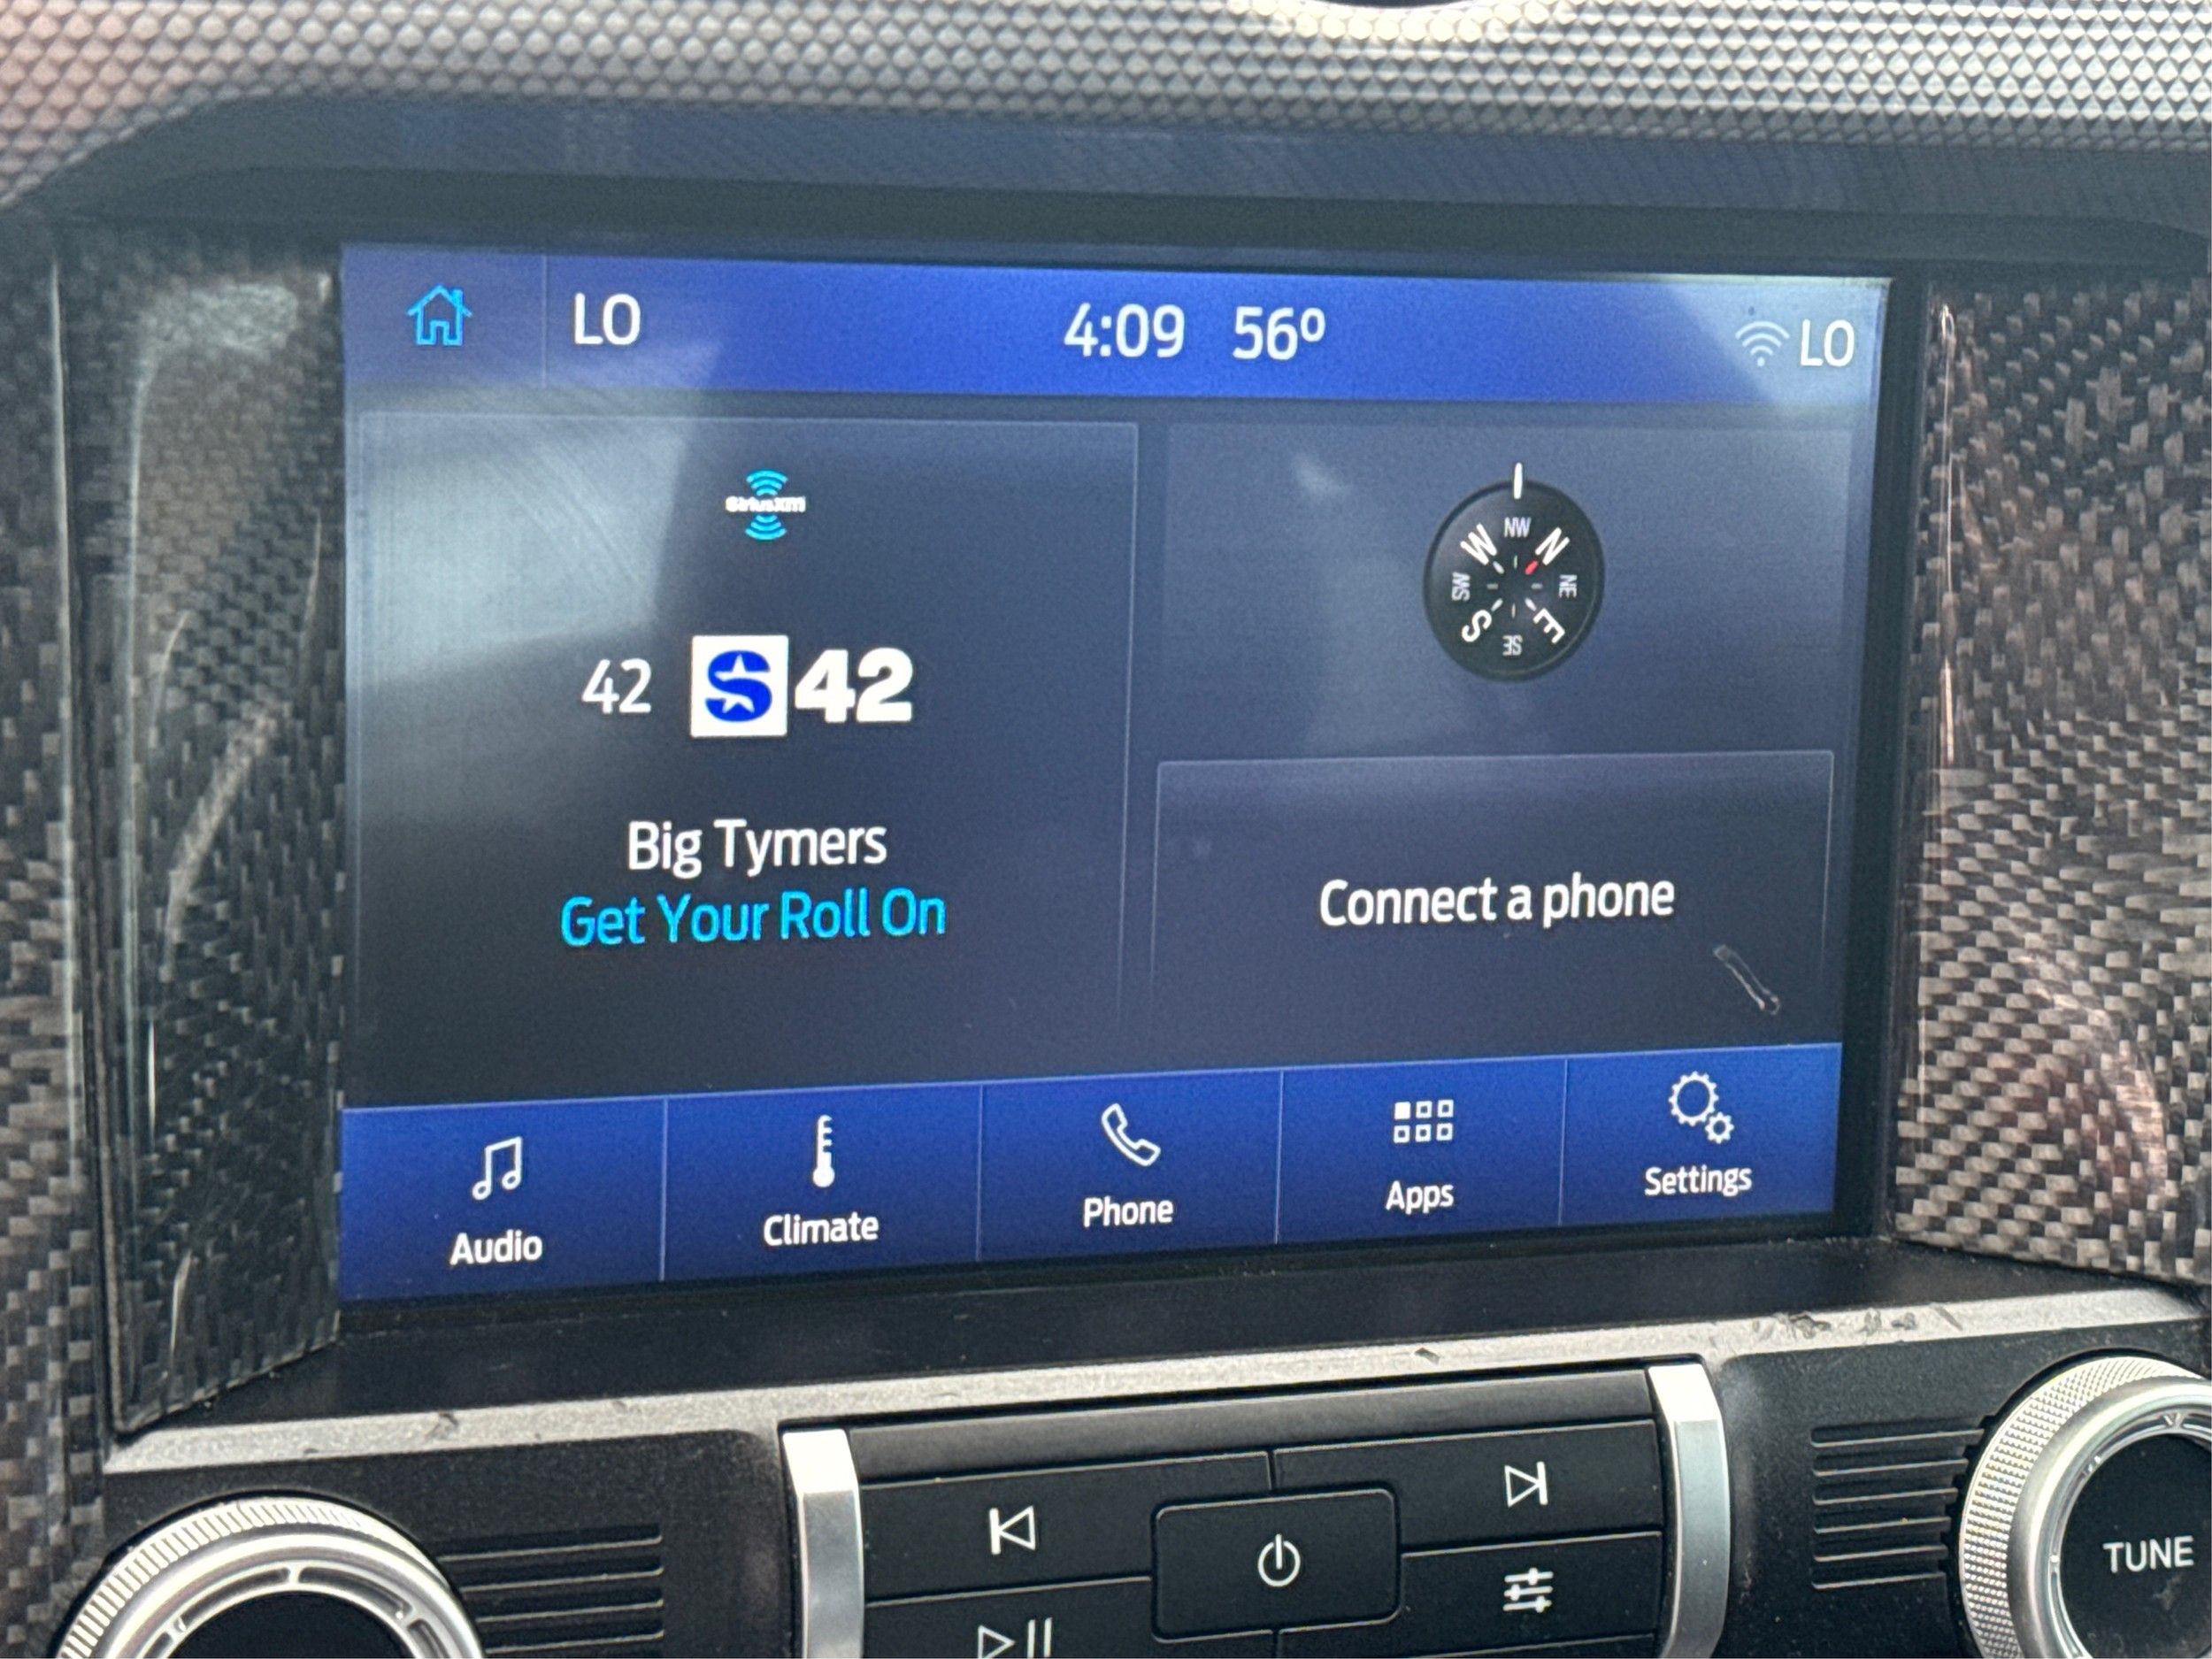 LO 4:09 56° LO
SiriusXM
42 S 42
Big Tymers
Get Your Roll On
NW
W N
SW NE
S E
SE
Connect a phone
Audio Climate Phone Apps Settings
TUNE